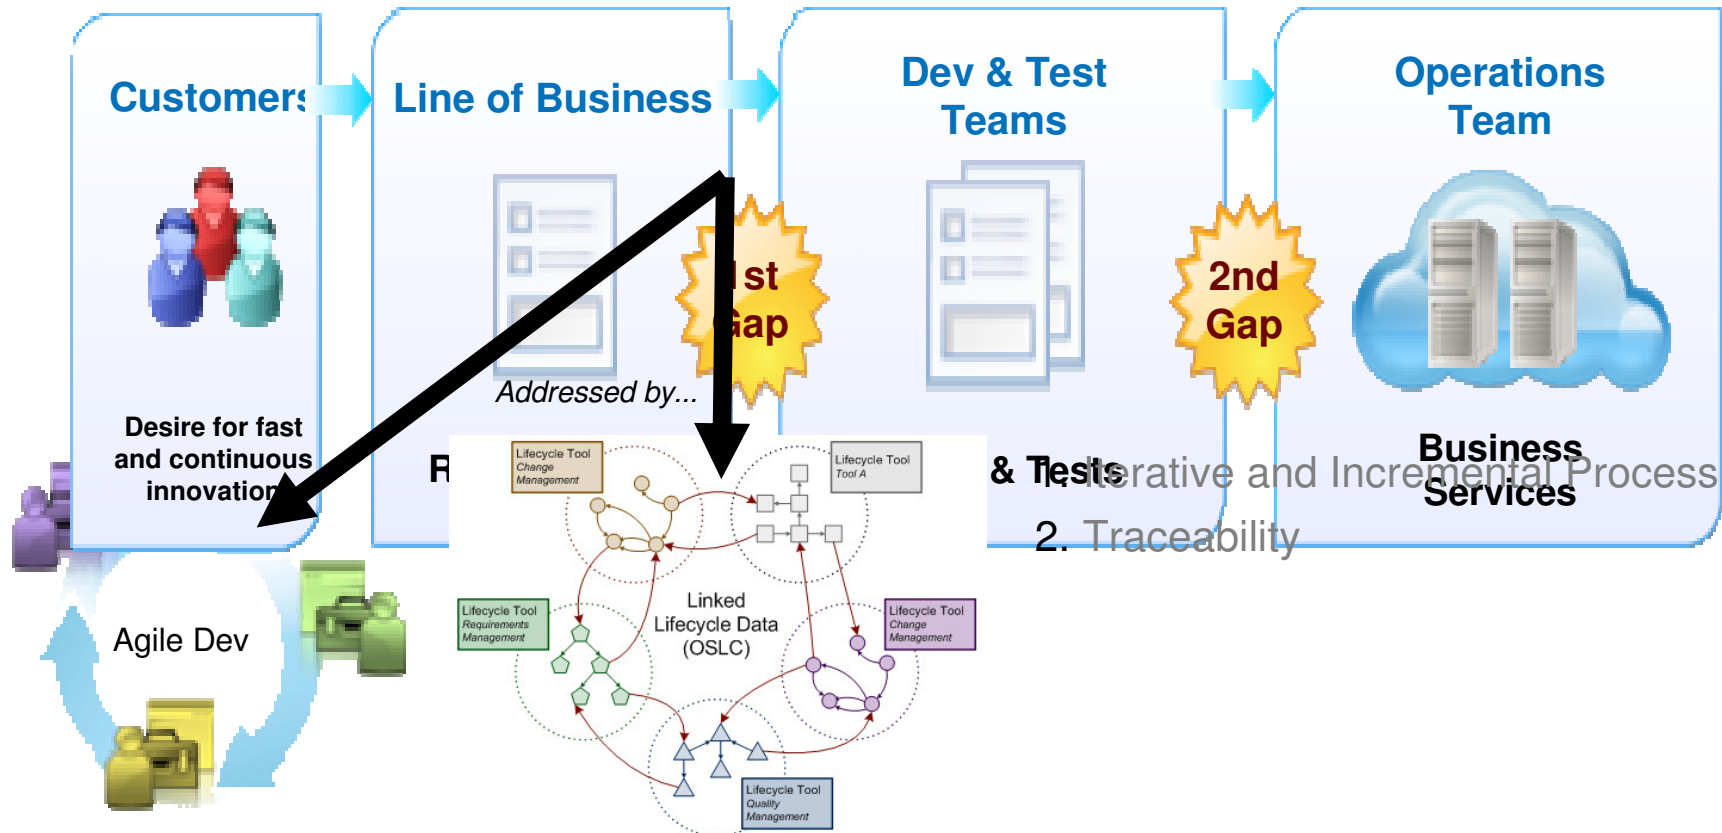 Customers
Line of Business
Dev & Test
Teams
Operations
Team
1st
Gap
2nd
Gap
Addressed by...
Desire for fast
and continuous
innovation
R
& Tests
Business
Services
1. Iterative and Incremental Process
2. Traceability
Agile Dev
Lifecycle Tool
Change
Management
Lifecycle Tool
Tool A
Lifecycle Tool
Requirements
Management
Linked
Lifecycle Data
(OSLC)
Lifecycle Tool
Change
Management
Lifecycle Tool
Quality
Management